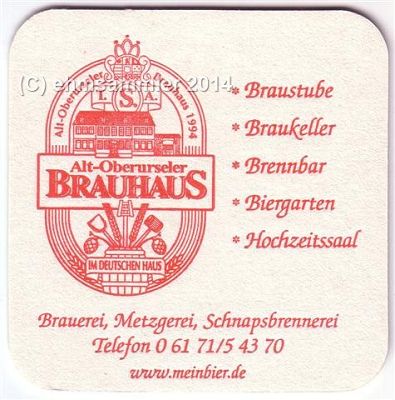 (C) ehmsammler 2014
Alt-Oberurseler Brauhaus 1994
I. S. A.
Alt-Oberurseler
BRAUHAUS
IM DEUTSCHEN HAUS
* Braustube
* Braukeller
* Brennbar
* Biergarten
* Hochzeitssaal
Brauerei, Metzgerei, Schnapsbrennerei
Telefon 0 61 71/5 43 70
www.meinbier.de